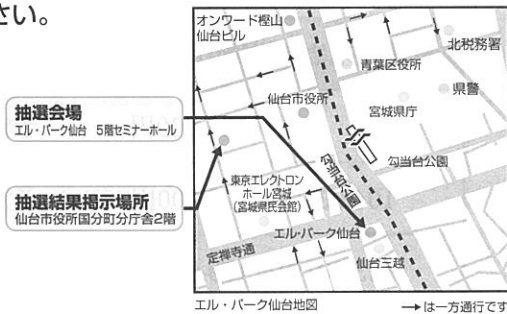 さい。
オンワード樫山
仙台ビル
北税務署
青葉区役所
県警
仙台市役所
宮城県庁
抽選会場
エル・パーク仙台　5階セミナーホール
勾当台公園
勾当台公園
東京エレクトロン
ホール宮城
(宮城県民会館)
抽選結果掲示場所
仙台市役所国分町分庁舎2階
エル・パーク仙台
定禅寺通
仙台三越
エル・パーク仙台地図
→は一方通行です